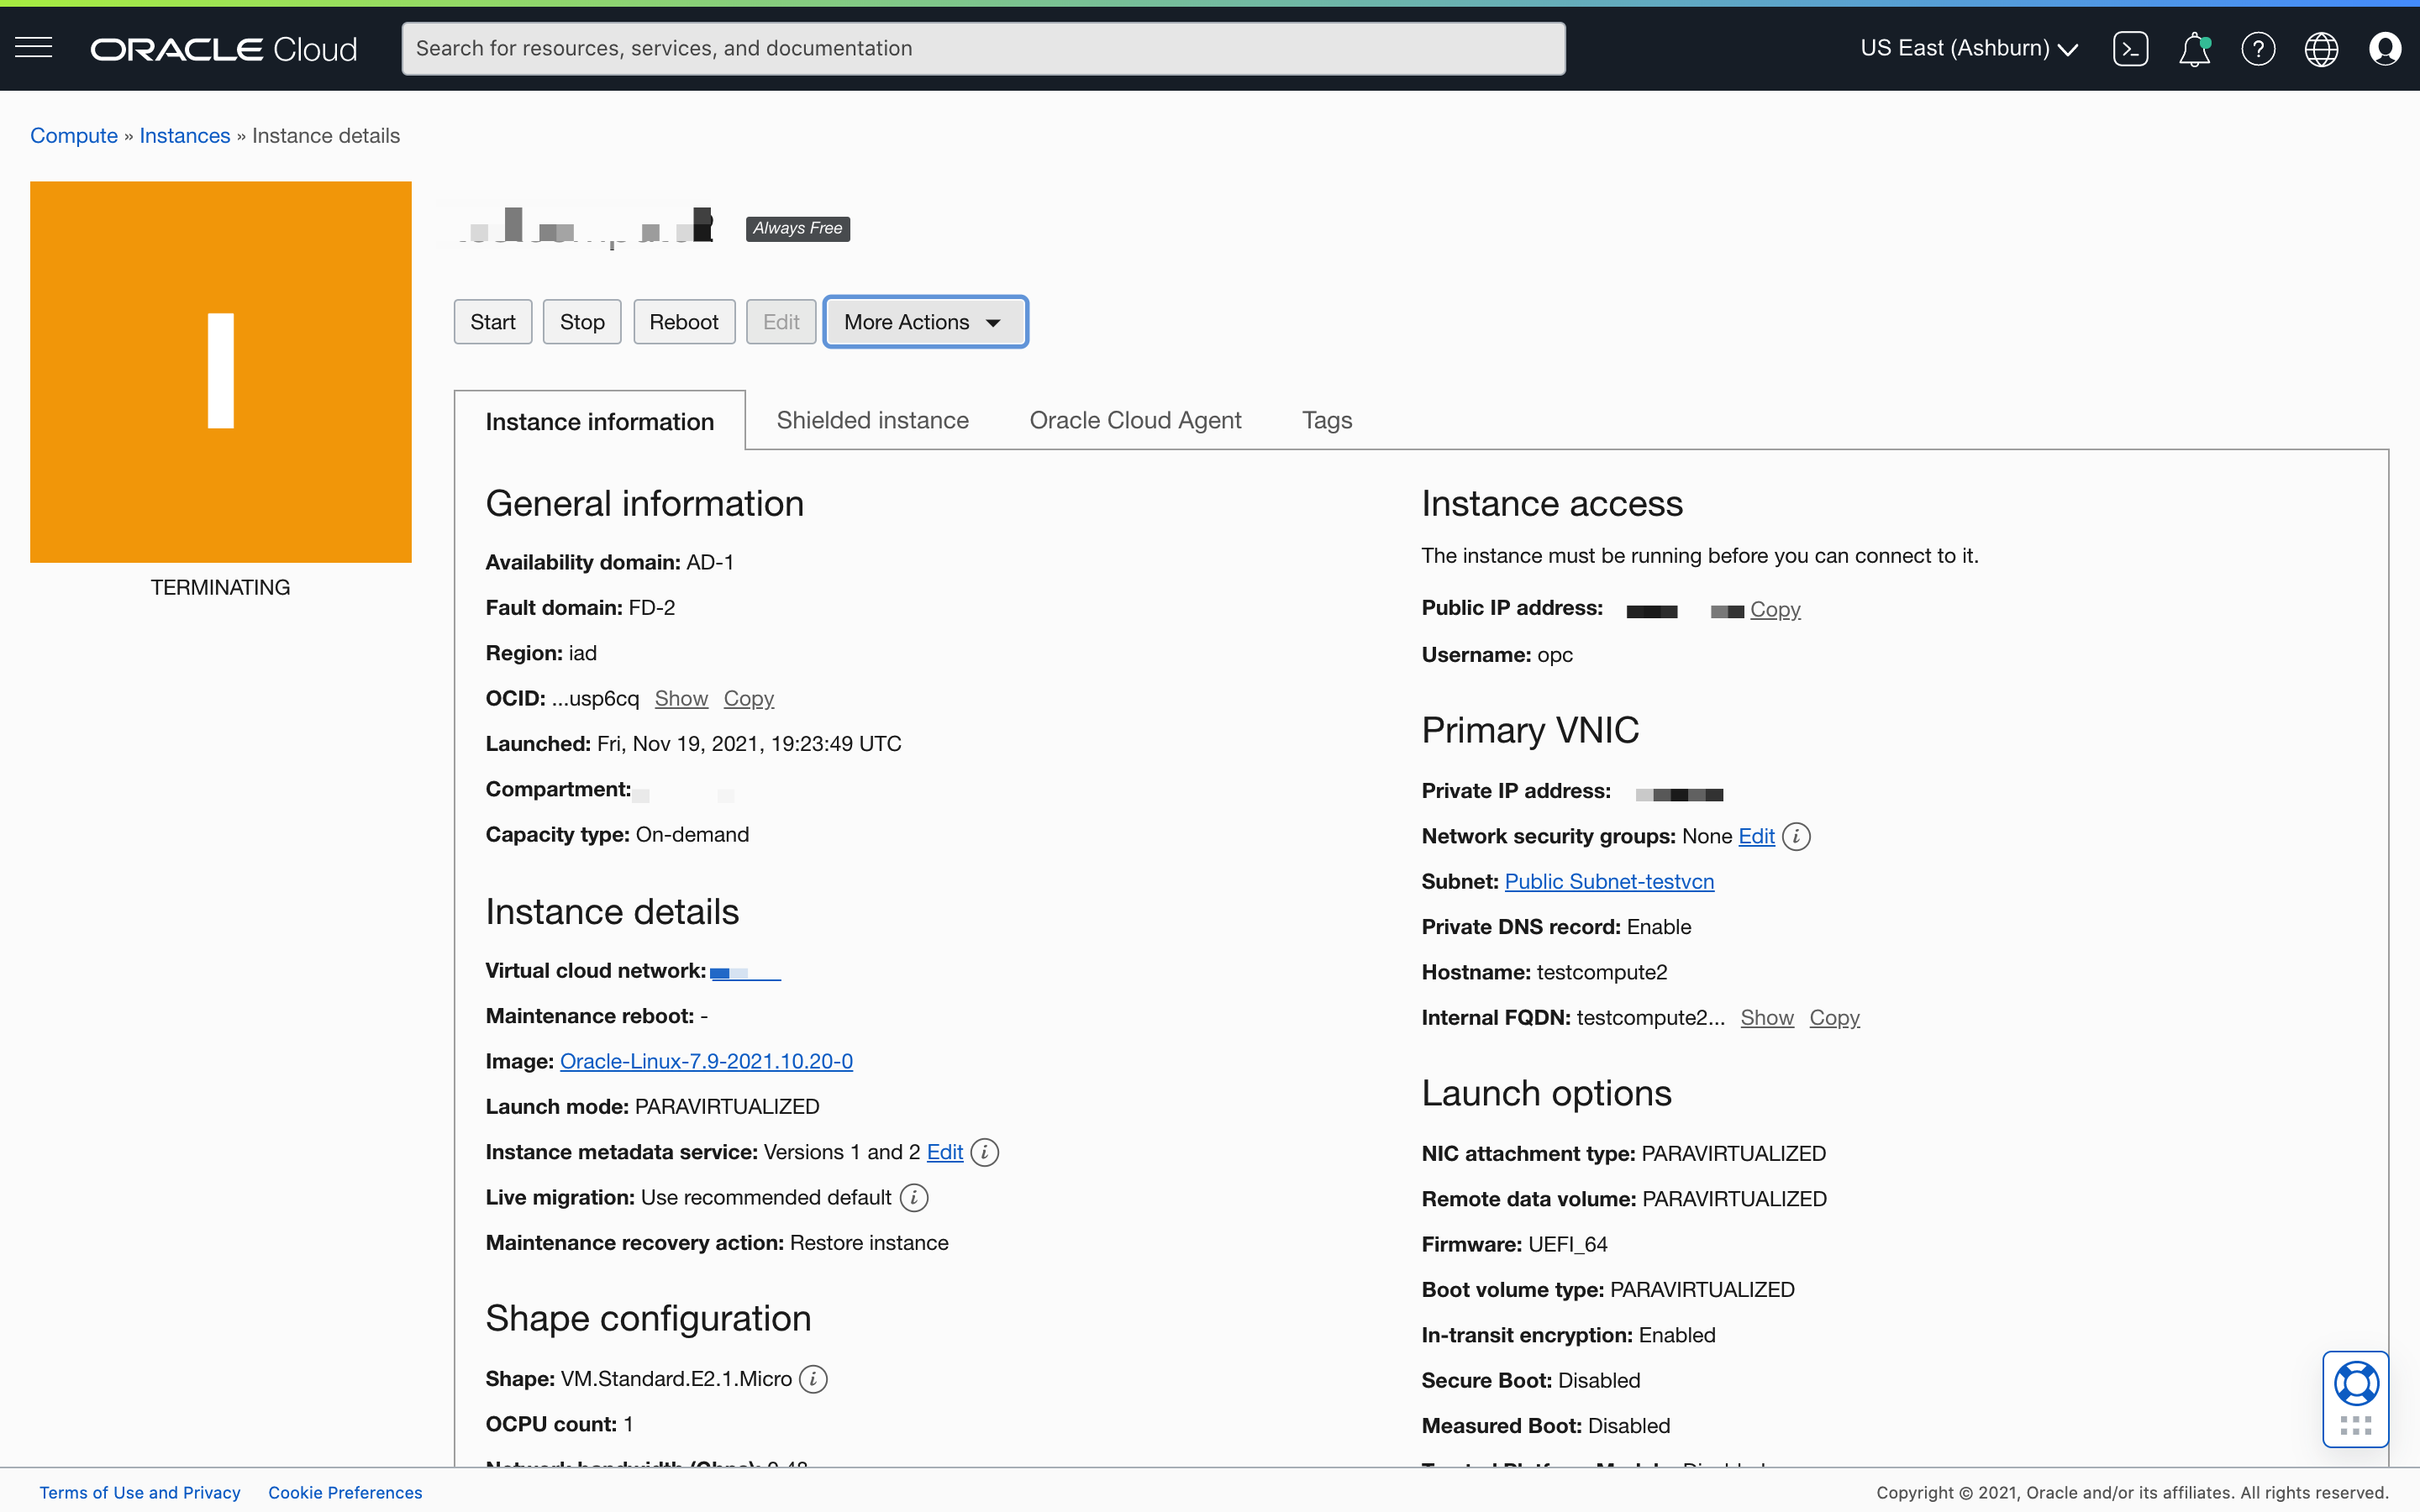 ORACLE Cloud
Search for resources, services, and documentation
US East (Ashburn)
Compute » Instances » Instance details
I
TERMINATING
Always Free
Start Stop Reboot Edit More Actions
Instance information Shielded instance Oracle Cloud Agent Tags
General information
Availability domain: AD-1
Fault domain: FD-2
Region: iad
OCID: ...usp6cq Show Copy
Launched: Fri, Nov 19, 2021, 19:23:49 UTC
Compartment:
Capacity type: On-demand
Instance details
Virtual cloud network:
Maintenance reboot: -
Image: Oracle-Linux-7.9-2021.10.20-0
Launch mode: PARAVIRTUALIZED
Instance metadata service: Versions 1 and 2 Edit
Live migration: Use recommended default
Maintenance recovery action: Restore instance
Shape configuration
Shape: VM.Standard.E2.1.Micro
OCPU count: 1
Network bandwidth (Gbps): 0.48
Instance access
The instance must be running before you can connect to it.
Public IP address: Copy
Username: opc
Primary VNIC
Private IP address:
Network security groups: None Edit
Subnet: Public Subnet-testvcn
Private DNS record: Enable
Hostname: testcompute2
Internal FQDN: testcompute2... Show Copy
Launch options
NIC attachment type: PARAVIRTUALIZED
Remote data volume: PARAVIRTUALIZED
Firmware: UEFI_64
Boot volume type: PARAVIRTUALIZED
In-transit encryption: Enabled
Secure Boot: Disabled
Measured Boot: Disabled
Trusted Platform Module: Disabled
Terms of Use and Privacy Cookie Preferences
Copyright © 2021, Oracle and/or its affiliates. All rights reserved.